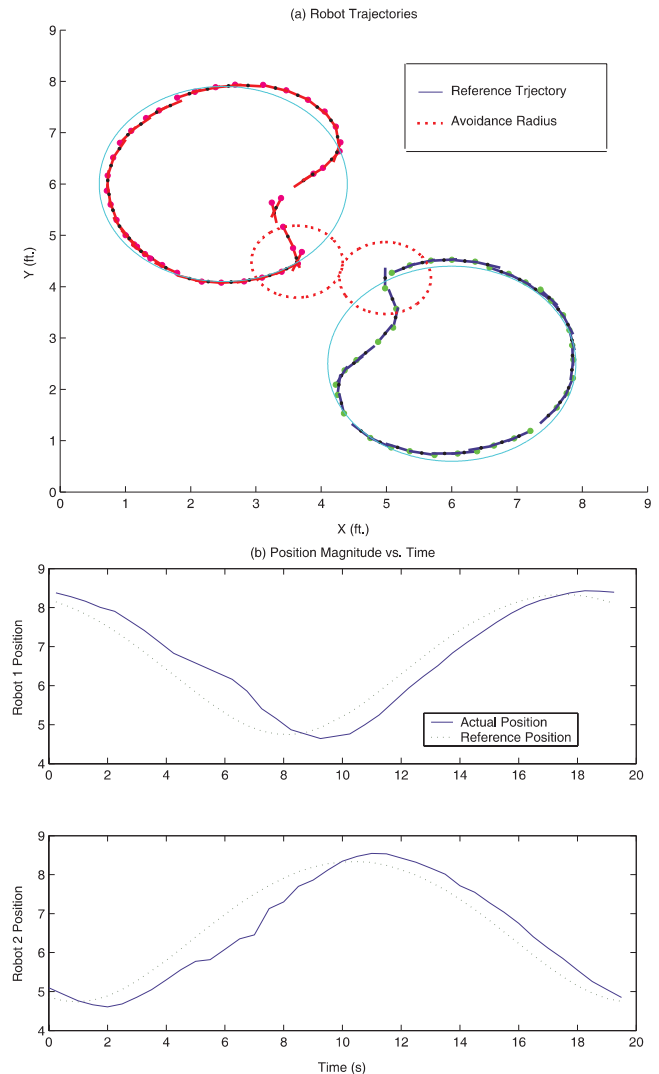 (a) Robot Trajectories
9
8
7
6
5
4
3
2
1
0
Y (ft.)
Reference Trjectory
Avoidance Radius
0 1 2 3 4 5 6 7 8 9
X (ft.)
(b) Position Magnitude vs. Time
9
8
7
6
5
4
Robot 1 Position
Actual Position
Reference Position
0 2 4 6 8 10 12 14 16 18 20
9
8
7
6
5
4
Robot 2 Position
0 2 4 6 8 10 12 14 16 18 20
Time (s)